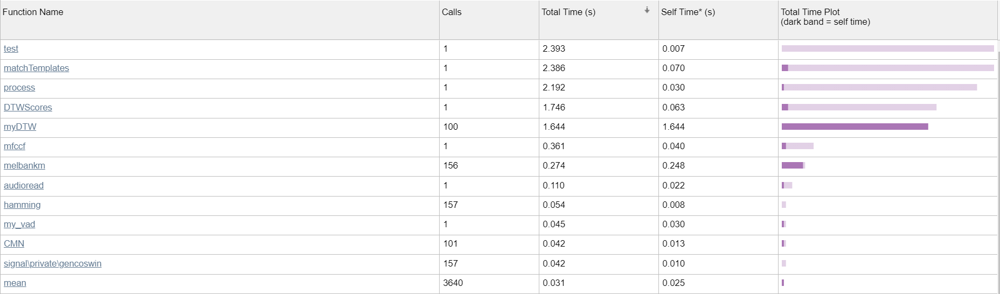 Function Name Calls Total Time (s) Self Time* (s) Total Time Plot
(dark band = self time)
test 1 2.393 0.007
matchTemplates 1 2.386 0.070
process 1 2.192 0.030
DTWScores 1 1.746 0.063
myDTW 100 1.644 1.644
mfccf 1 0.361 0.040
melbankm 156 0.274 0.248
audioread 1 0.110 0.022
hamming 157 0.054 0.008
my_vad 1 0.045 0.030
CMN 101 0.042 0.013
signal\private\gencoswin 157 0.042 0.010
mean 3640 0.031 0.025